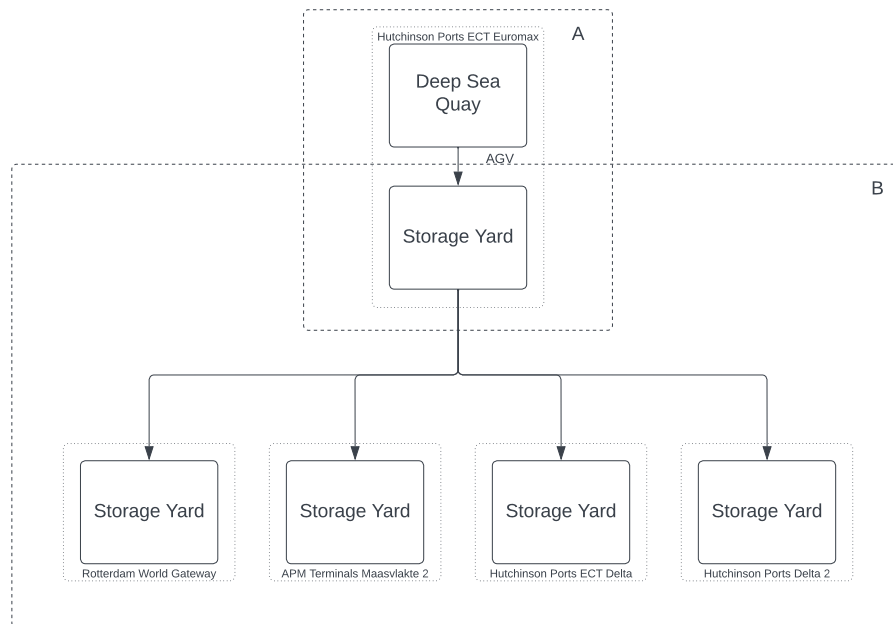 Hutchinson Ports ECT Euromax
A
Deep Sea
Quay
AGV
B
Storage Yard
Storage Yard
Storage Yard
Storage Yard
Storage Yard
Rotterdam World Gateway
APM Terminals Maasvlakte 2
Hutchinson Ports ECT Delta
Hutchinson Ports Delta 2